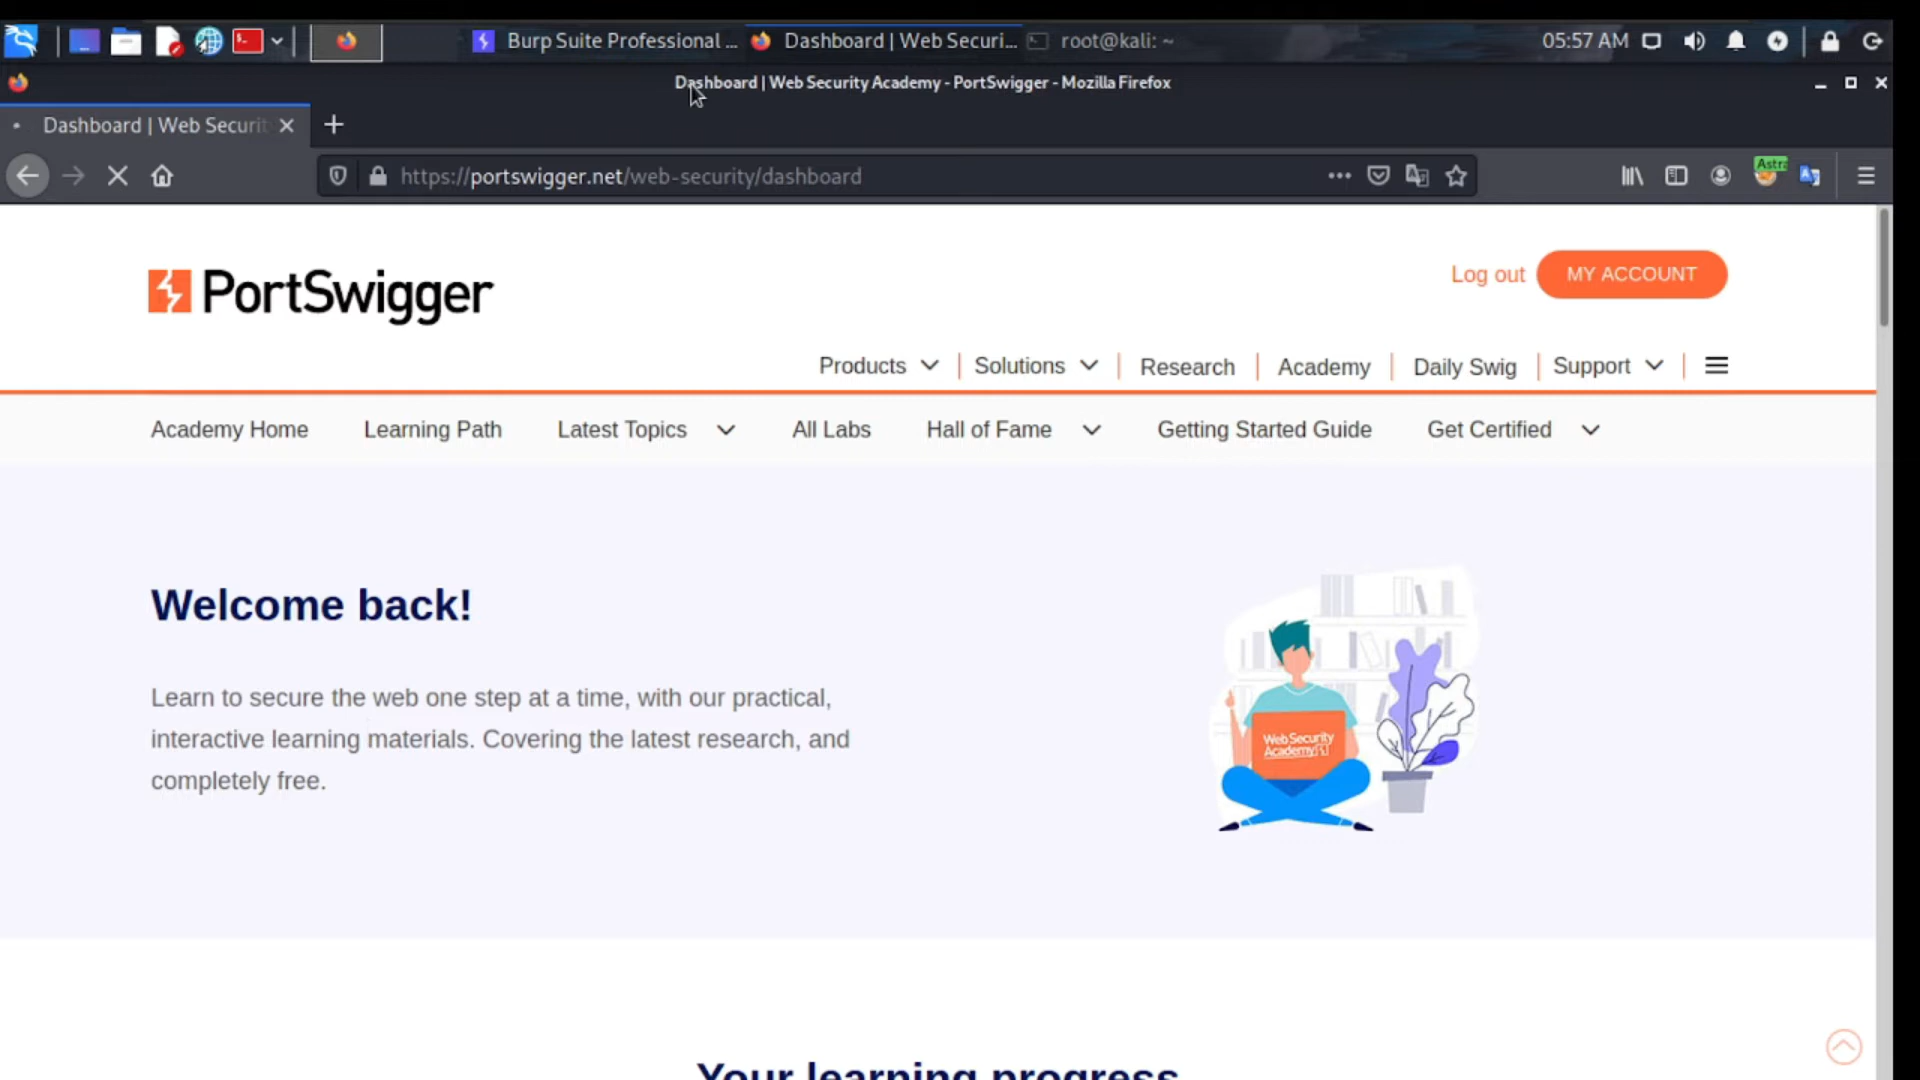 Burp Suite Professional ...
Dashboard | Web Securi...
root@kali: ~
05:57 AM
Dashboard | Web Security Academy - PortSwigger - Mozilla Firefox
Dashboard | Web Securit
https://portswigger.net/web-security/dashboard
Astra
PortSwigger
Log out
MY ACCOUNT
Products
Solutions
Research
Academy
Daily Swig
Support
Academy Home
Learning Path
Latest Topics
All Labs
Hall of Fame
Getting Started Guide
Get Certified
Welcome back!
Learn to secure the web one step at a time, with our practical,
interactive learning materials. Covering the latest research, and
completely free.
Web Security
Academy
Your learning progress